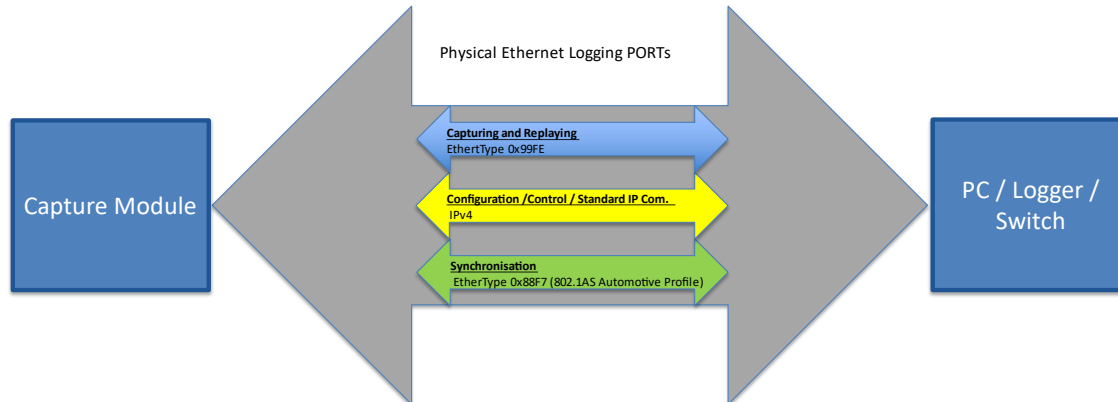 Physical Ethernet Logging PORTs
Capture Module
Capturing and Replaying
EthertType 0x99FE
Configuration /Control / Standard IP Com.
IPv4
Synchronisation
EtherType 0x88F7 (802.1AS Automotive Profile)
PC / Logger /
Switch